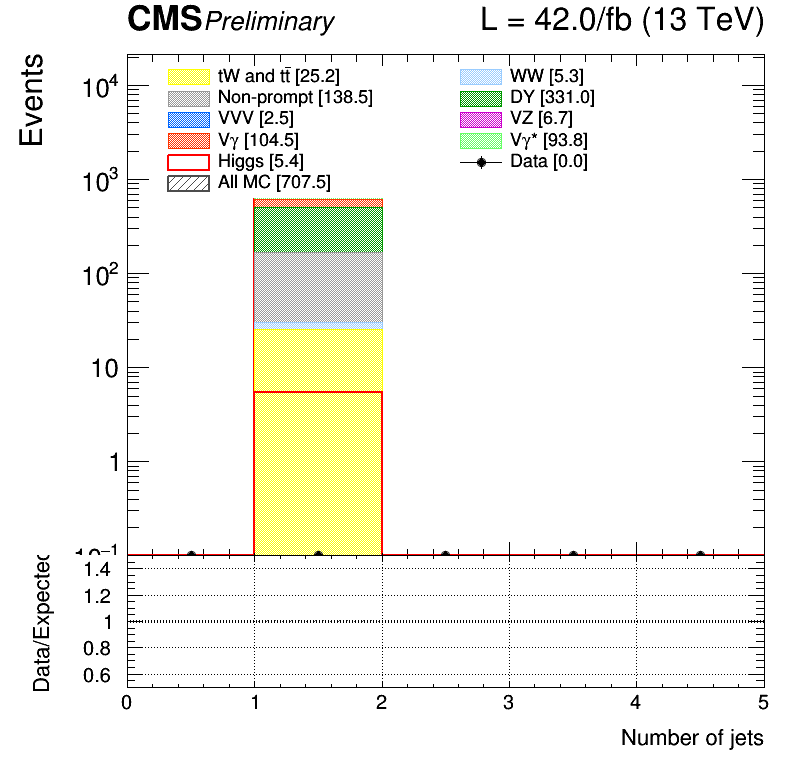 CMS Preliminary L = 42.0/fb (13 TeV)
Events
10⁴
10³
10²
10
1
10⁻¹
tW and tt̄ [25.2]
Non-prompt [138.5]
VVV [2.5]
Vγ [104.5]
Higgs [5.4]
All MC [707.5]
WW [5.3]
DY [331.0]
VZ [6.7]
Vγ* [93.8]
Data [0.0]
Data/Expected
1.4
1.2
1
0.8
0.6
0 1 2 3 4 5
Number of jets